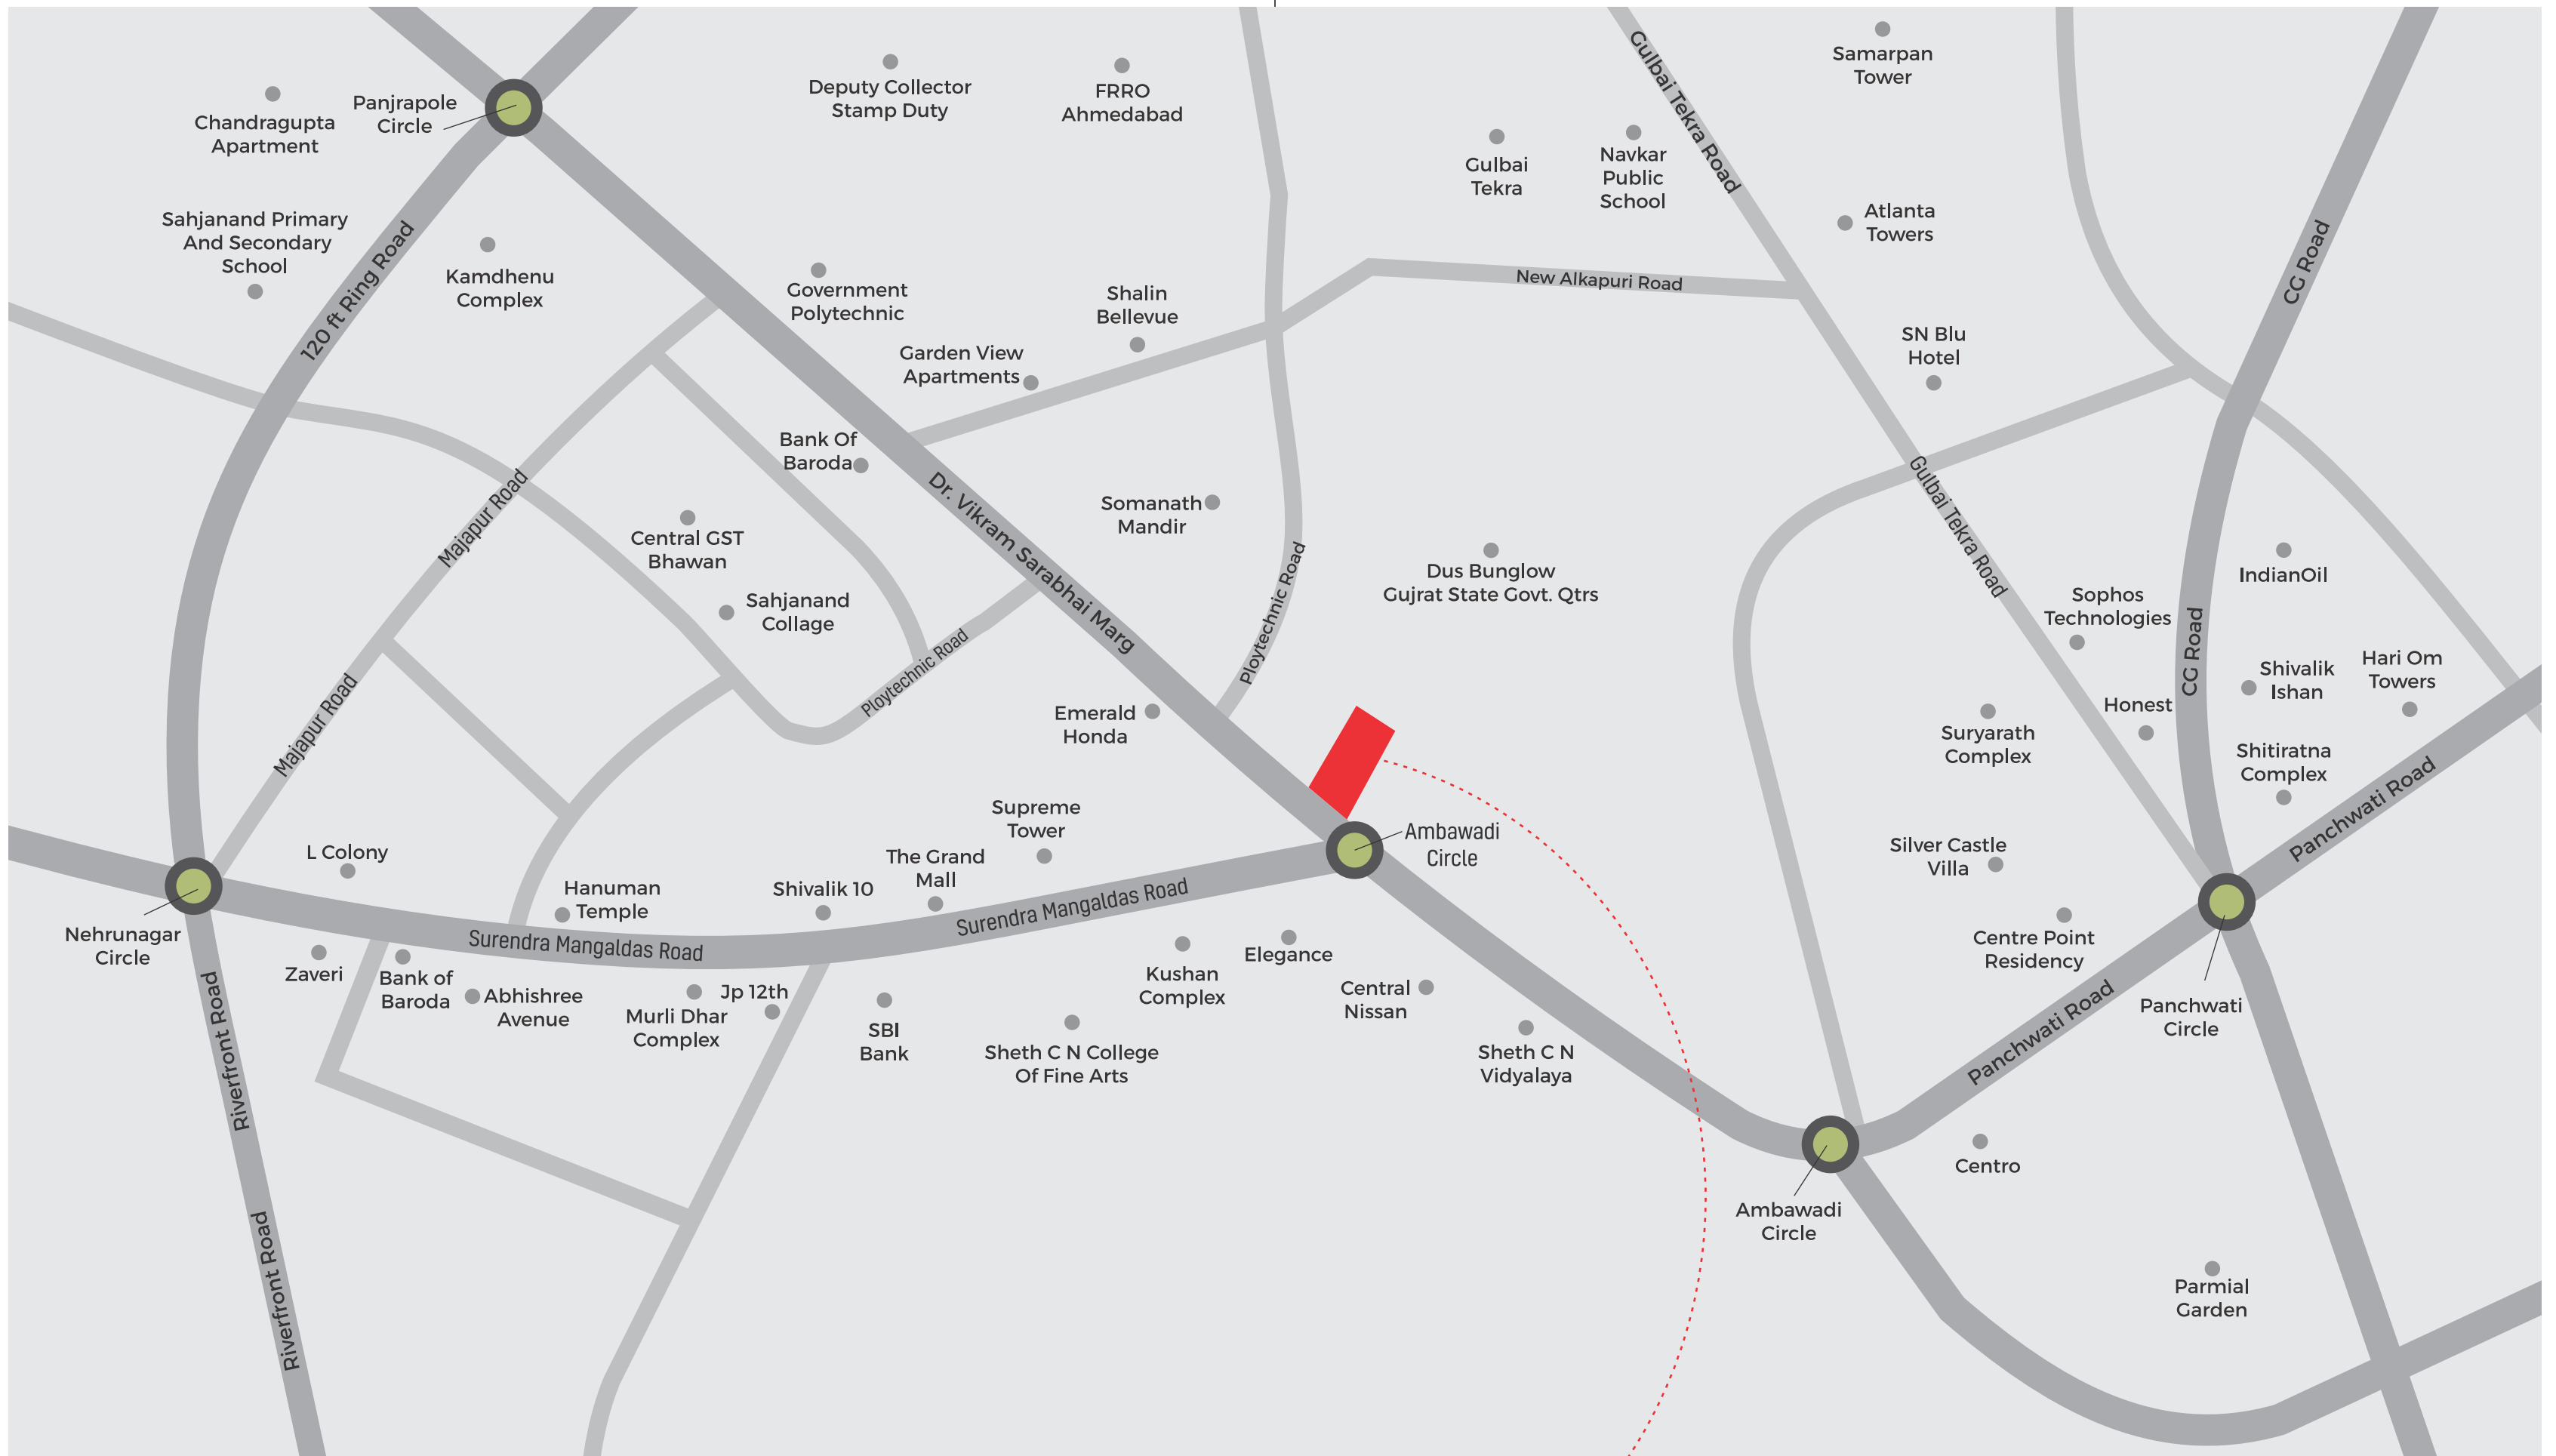 Samarpan
Tower
Gulbai Tekra Road
Deputy Collector
Stamp Duty
FRRO
Ahmedabad
Panjrapole
Circle
Chandragupta
Apartment
Gulbai
Tekra
Navkar
Public
School
Atlanta
Towers
Sahjanand Primary
And Secondary
School
120 ft Ring Road
Kamdhenu
Complex
Government
Polytechnic
Shalin
Bellevue
New Alkapuri Road
CG Road
Garden View
Apartments
SN Blu
Hotel
Bank Of
Baroda
Dr. Vikram Sarabhai Marg
Majapur Road
Central GST
Bhawan
Somanath
Mandir
Ploytechnic Road
Dus Bunglow
Gujrat State Govt. Qtrs
Gulbai Tekra Road
IndianOil
Sophos
Technologies
CG Road
Sahjanand
Collage
Ploytechnic Road
Shivalik
Ishan
Hari Om
Towers
Majapur Road
Emerald
Honda
Honest
Suryarath
Complex
Shitiratna
Complex
Panchwati Road
Supreme
Tower
Ambawadi
Circle
L Colony
The Grand
Mall
Silver Castle
Villa
Hanuman
Temple
Shivalik 10
Surendra Mangaldas Road
Surendra Mangaldas Road
Nehrunagar
Circle
Zaveri
Bank of
Baroda
Abhishree
Avenue
Murli Dhar
Complex
Jp 12th
SBI
Bank
Sheth C N College
Of Fine Arts
Kushan
Complex
Elegance
Central
Nissan
Sheth C N
Vidyalaya
Centre Point
Residency
Panchwati Road
Panchwati
Circle
Riverfront Road
Centro
Ambawadi
Circle
Riverfront Road
Parmial
Garden